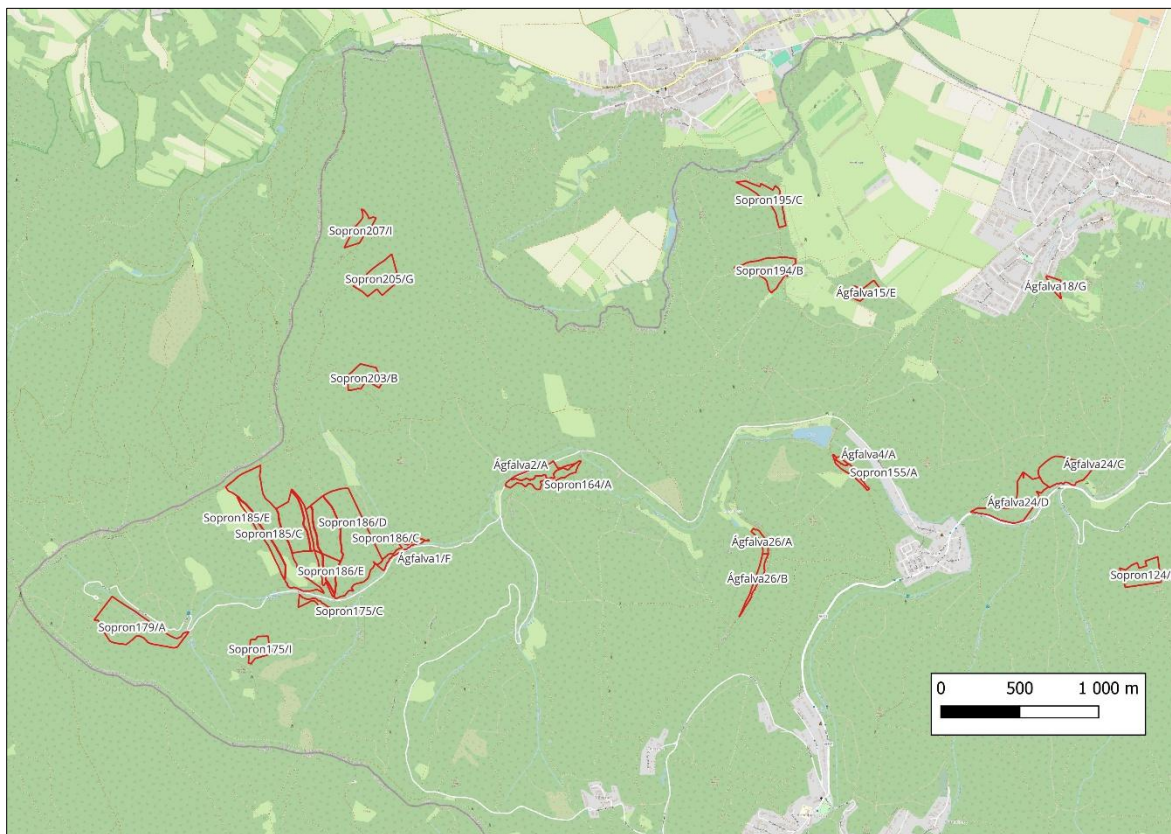 Sopron195/C
Sopron207/I
Sopron194/B
Sopron205/G
Ágfalva18/G
Ágfalva15/E
Sopron203/B
Ágfalva4/A
Ágfalva24/C
Ágfalva2/A
Sopron155/A
Sopron164/A
Ágfalva24/D
Sopron185/E
Sopron186/D
Sopron185/C
Sopron186/C
Ágfalva26/A
Ágfalva1/F
Sopron186/E
Sopron124/
Ágfalva26/B
Sopron175/C
Sopron179/A
Sopron175/I
0 500 1 000 m